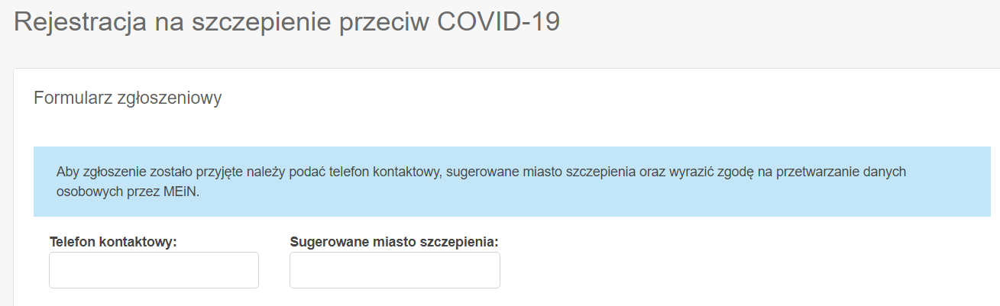 Rejestracja na szczepienie przeciw COVID-19
Formularz zgłoszeniowy
Aby zgłoszenie zostało przyjęte należy podać telefon kontaktowy, sugerowane miasto szczepienia oraz wyrazić zgodę na przetwarzanie danych
osobowych przez MEiN.
Telefon kontaktowy: Sugerowane miasto szczepienia: